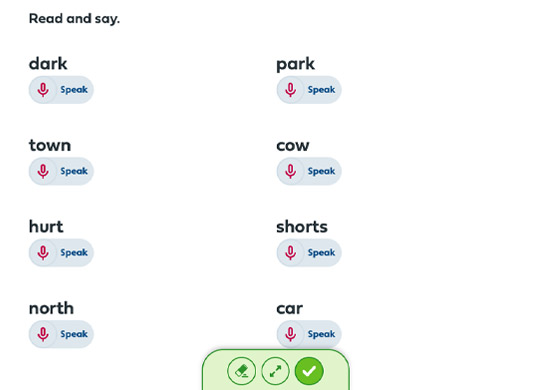 Read and say.
dark park
Speak Speak
town cow
Speak Speak
hurt shorts
Speak Speak
north car
Speak Speak